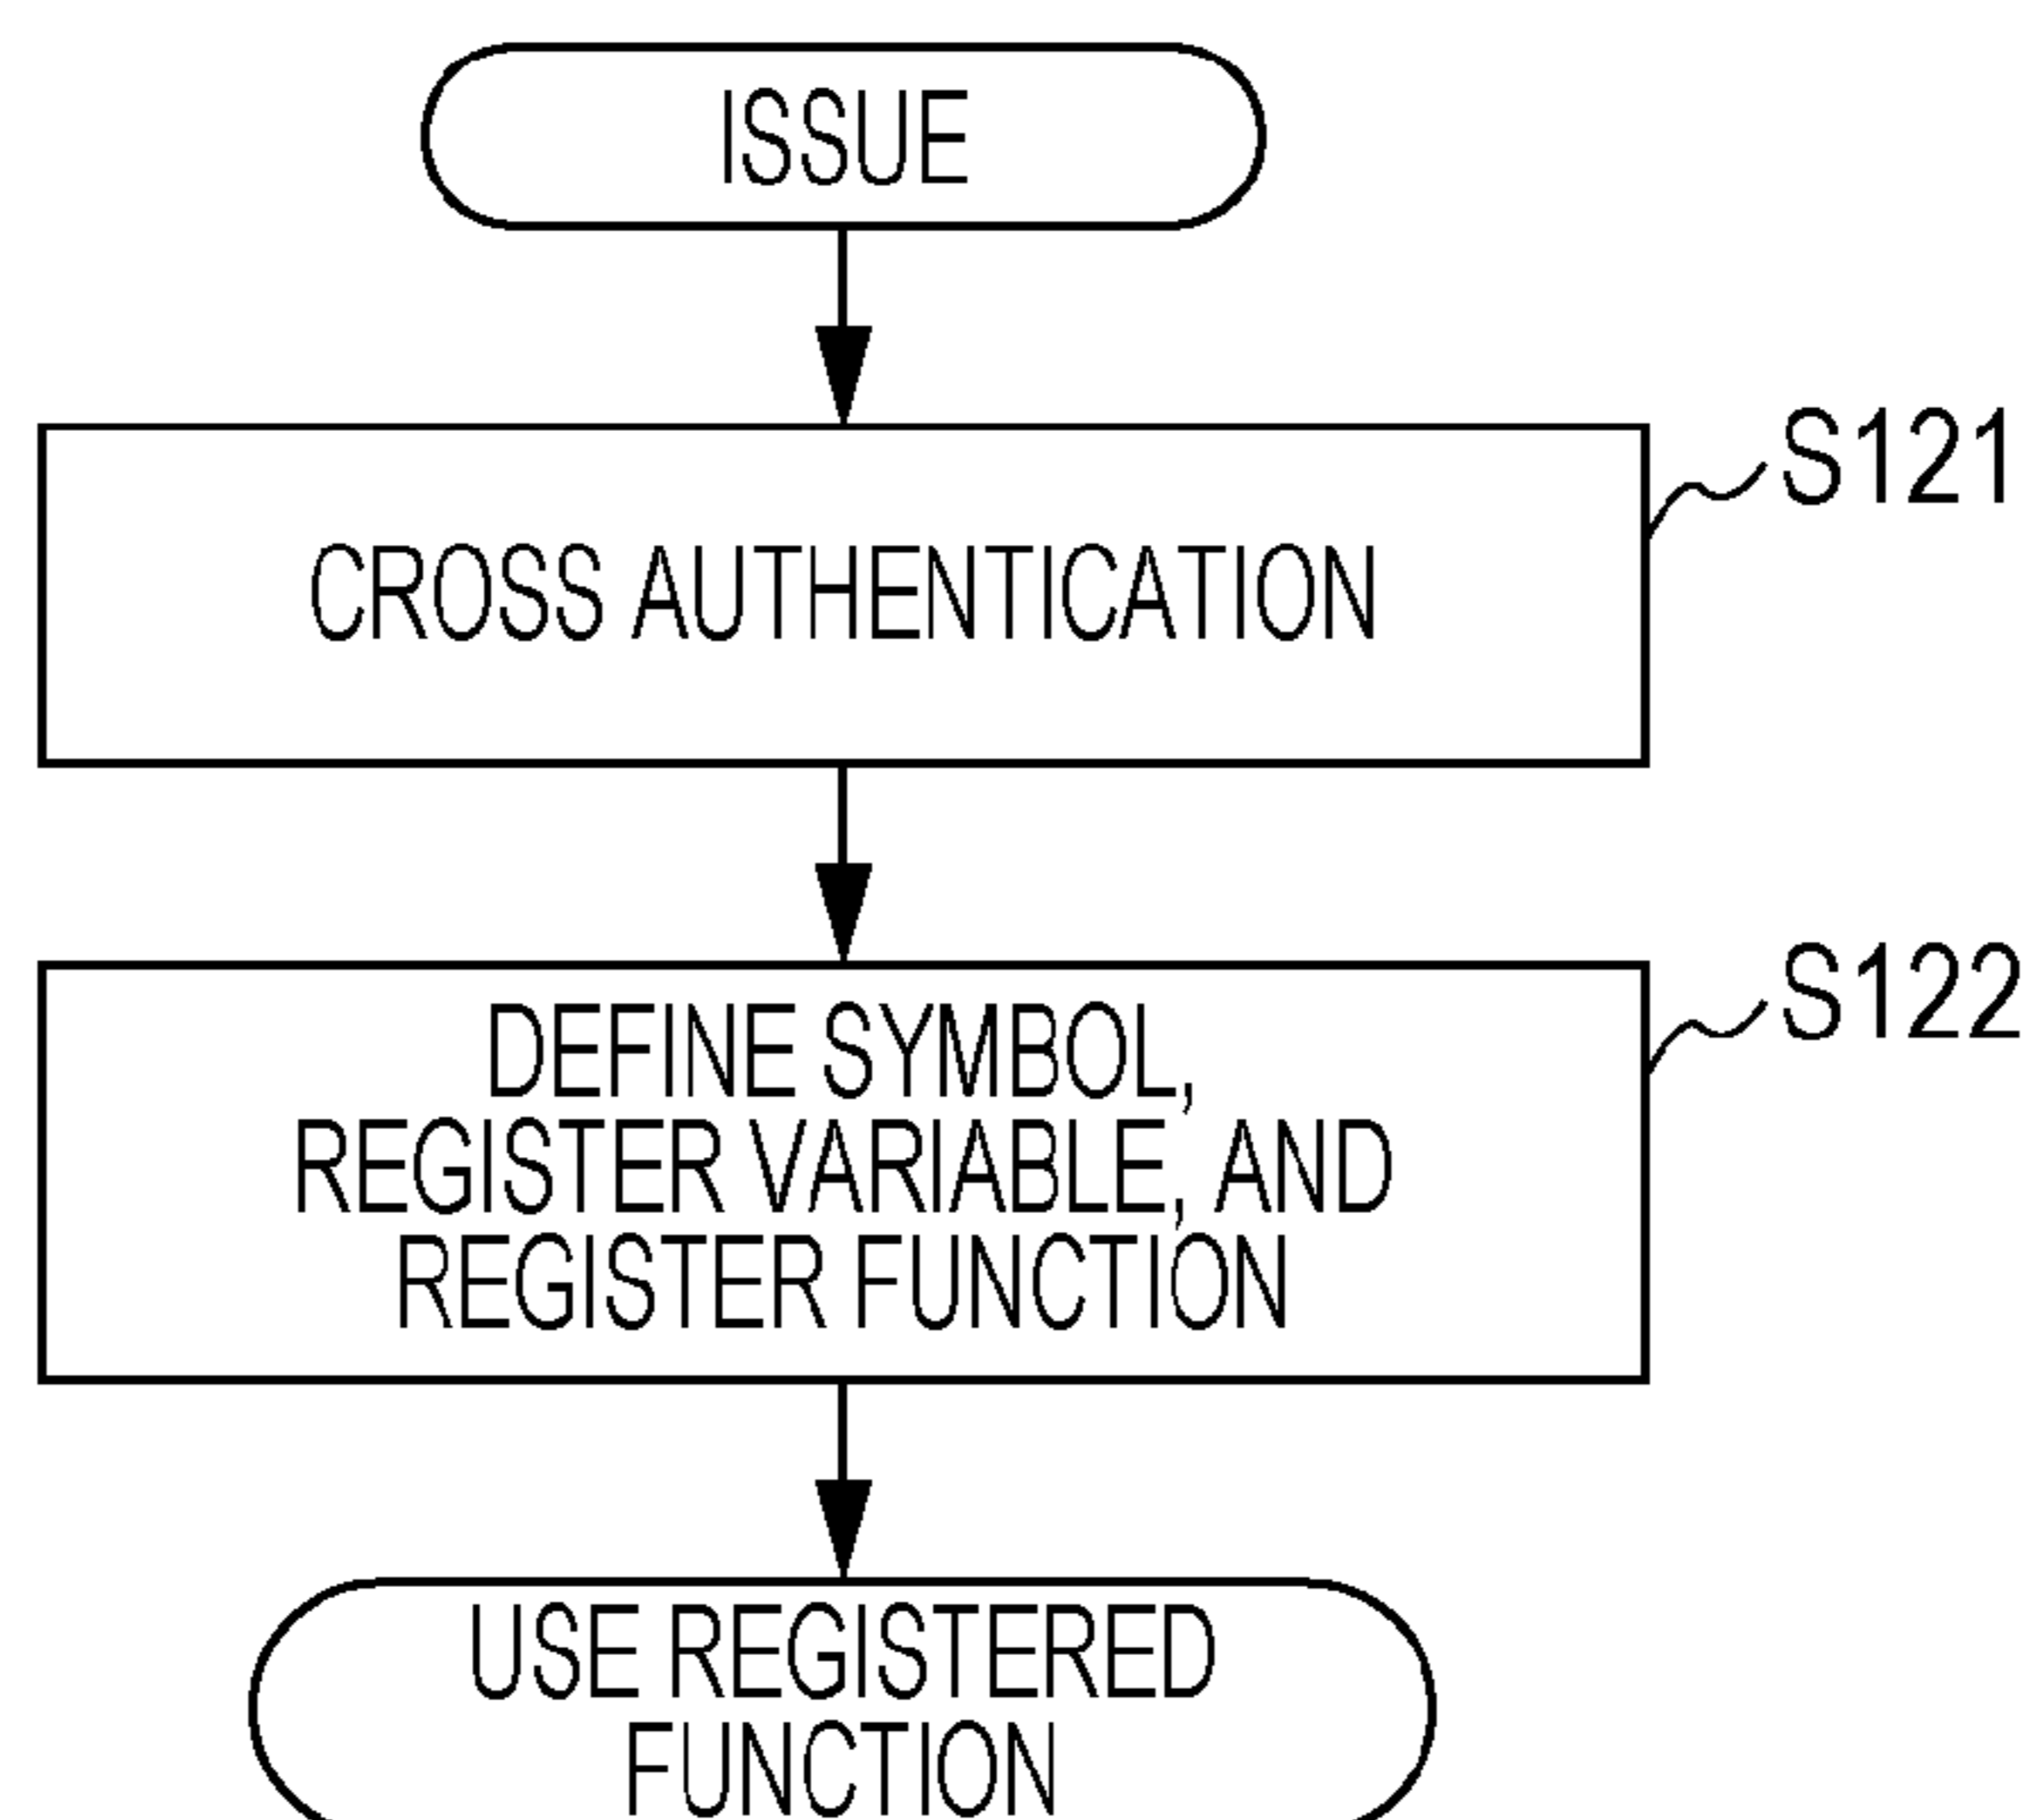 ISSUE
CROSS AUTHENTICATION
S121
DEFINE SYMBOL,
REGISTER VARIABLE, AND
REGISTER FUNCTION
S122
USE REGISTERED
FUNCTION